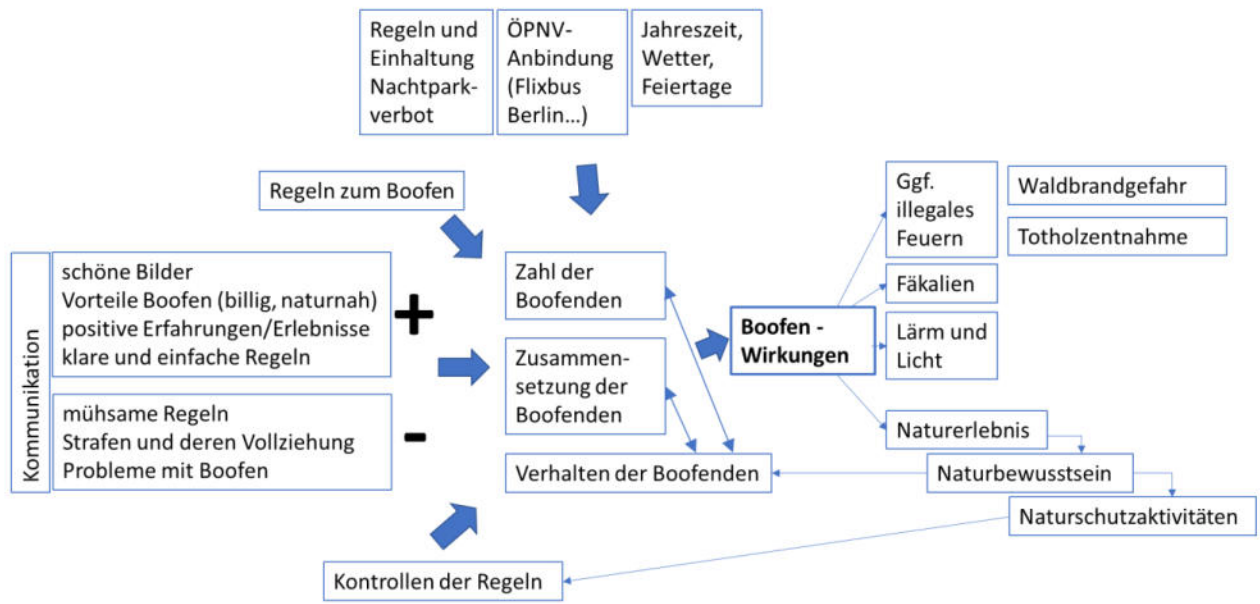 Regeln und
Einhaltung
Nachtpark-
verbot
ÖPNV-
Anbindung
(Flixbus
Berlin...)
Jahreszeit,
Wetter,
Feiertage
Regeln zum Boofen
Kommunikation
schöne Bilder
Vorteile Boofen (billig, naturnah)
positive Erfahrungen/Erlebnisse
klare und einfache Regeln
+
mühsame Regeln
Strafen und deren Vollziehung
Probleme mit Boofen
-
Zahl der
Boofenden
Zusammen-
setzung der
Boofenden
Verhalten der Boofenden
Kontrollen der Regeln
Boofen -
Wirkungen
Ggf.
illegales
Feuern
Waldbrandgefahr
Totholzentnahme
Fäkalien
Lärm und
Licht
Naturerlebnis
Naturbewusstsein
Naturschutzaktivitäten